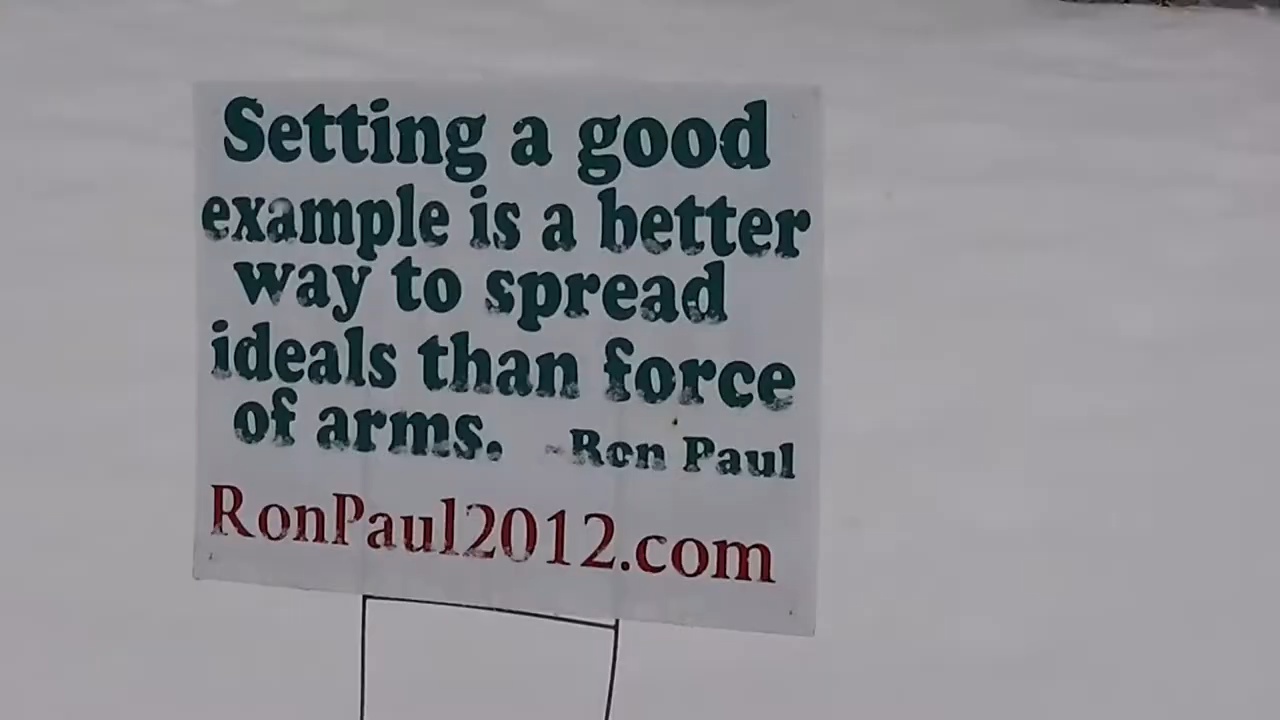 Setting a good
example is a better
way to spread
ideals than force
of arms. -Ron Paul
RonPaul2012.com